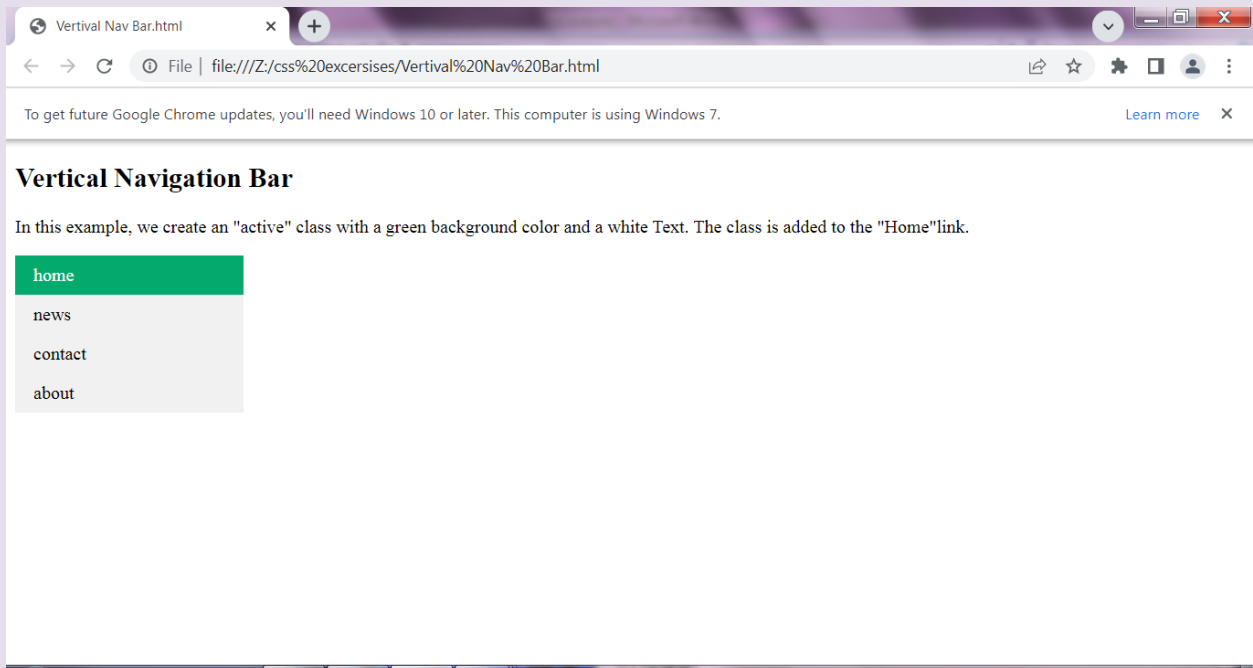 Vertival Nav Bar.html
File | file:///Z:/css%20excersises/Vertival%20Nav%20Bar.html
To get future Google Chrome updates, you'll need Windows 10 or later. This computer is using Windows 7. Learn more
Vertical Navigation Bar
In this example, we create an "active" class with a green background color and a white Text. The class is added to the "Home"link.
home
news
contact
about